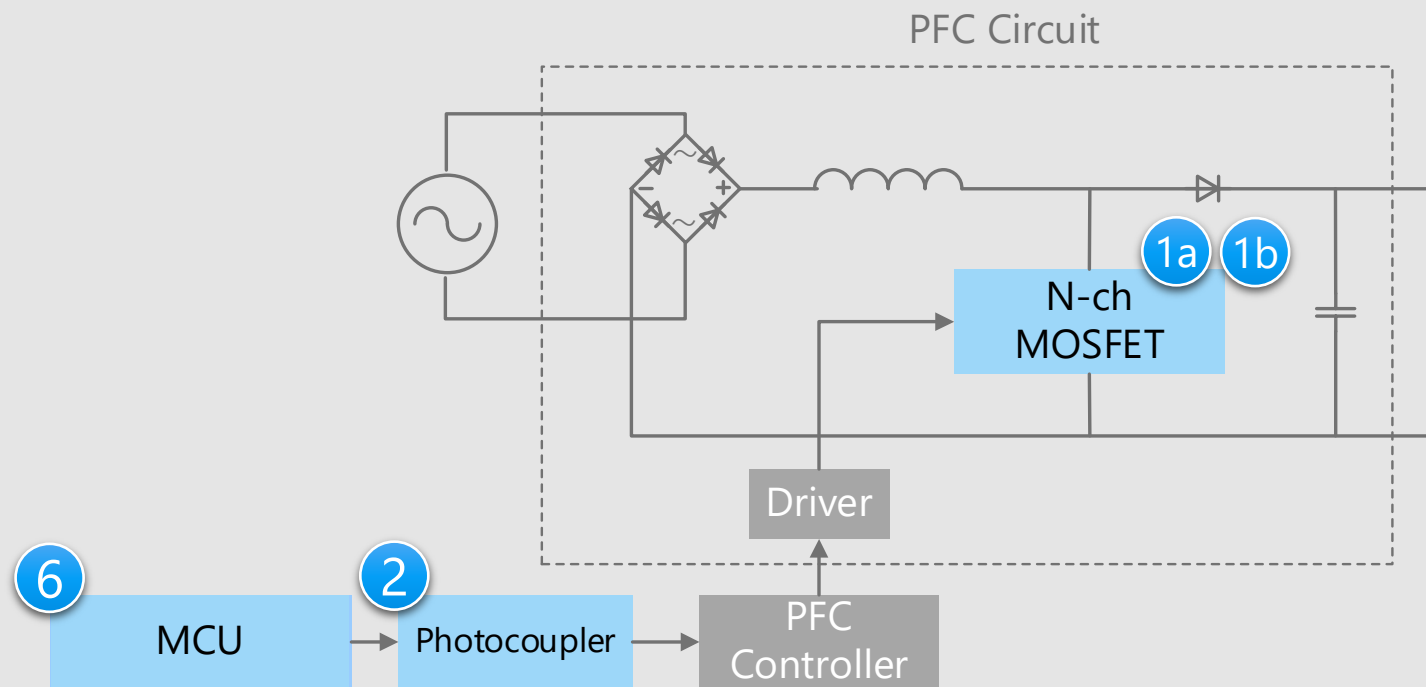 PFC Circuit
1a
1b
N-ch
MOSFET
Driver
6
2
MCU
Photocoupler
PFC
Controller